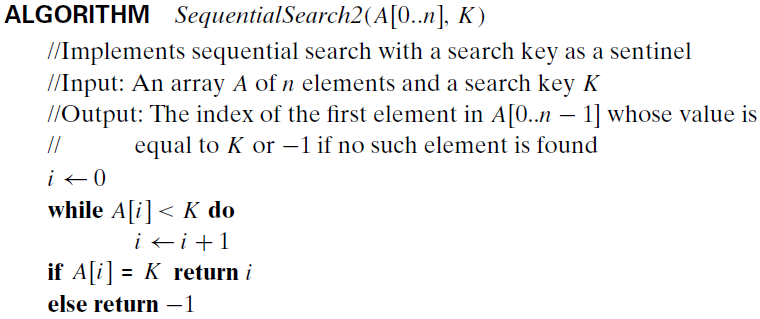 ALGORITHM SequentialSearch2(A[0..n], K)
//Implements sequential search with a search key as a sentinel
//Input: An array A of n elements and a search key K
//Output: The index of the first element in A[0..n − 1] whose value is
// equal to K or −1 if no such element is found
i ← 0
while A[i] < K do
i ← i + 1
if A[i] = K return i
else return −1